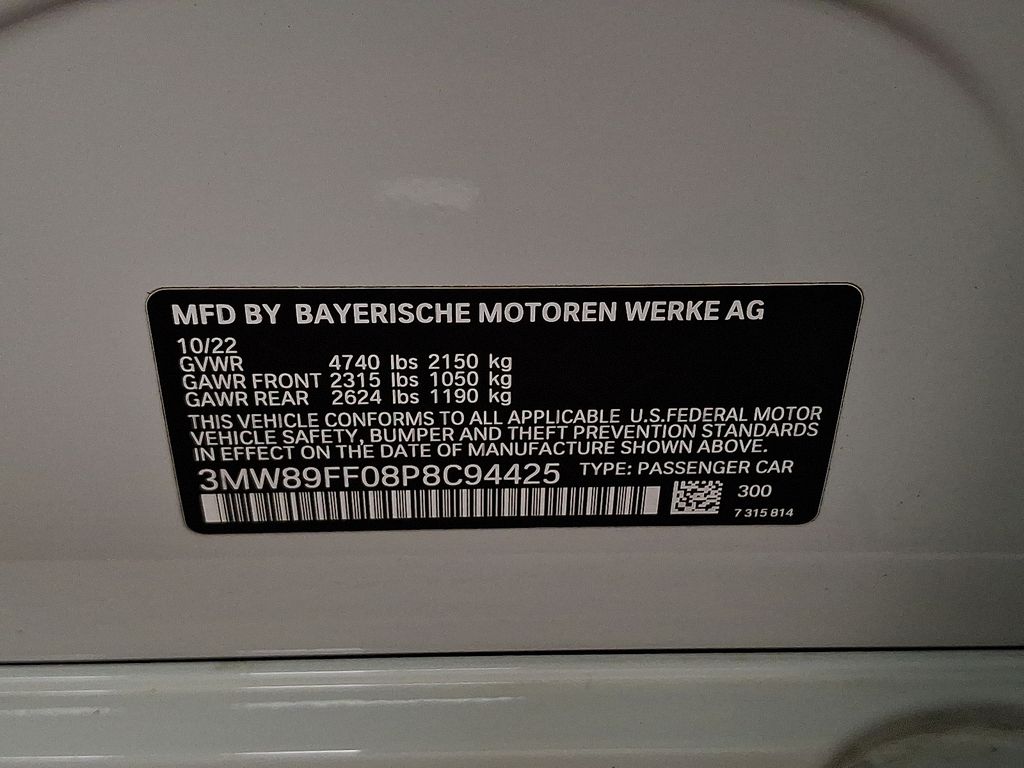 MFD BY BAYERISCHE MOTOREN WERKE AG
10/22
GVWR 4740 lbs 2150 kg
GAWR FRONT 2315 lbs 1050 kg
GAWR REAR 2624 lbs 1190 kg
THIS VEHICLE CONFORMS TO ALL APPLICABLE U.S.FEDERAL MOTOR
VEHICLE SAFETY, BUMPER AND THEFT PREVENTION STANDARDS
IN EFFECT ON THE DATE OF MANUFACTURE SHOWN ABOVE.
3MW89FF08P8C94425 TYPE: PASSENGER CAR
300
7 315 814